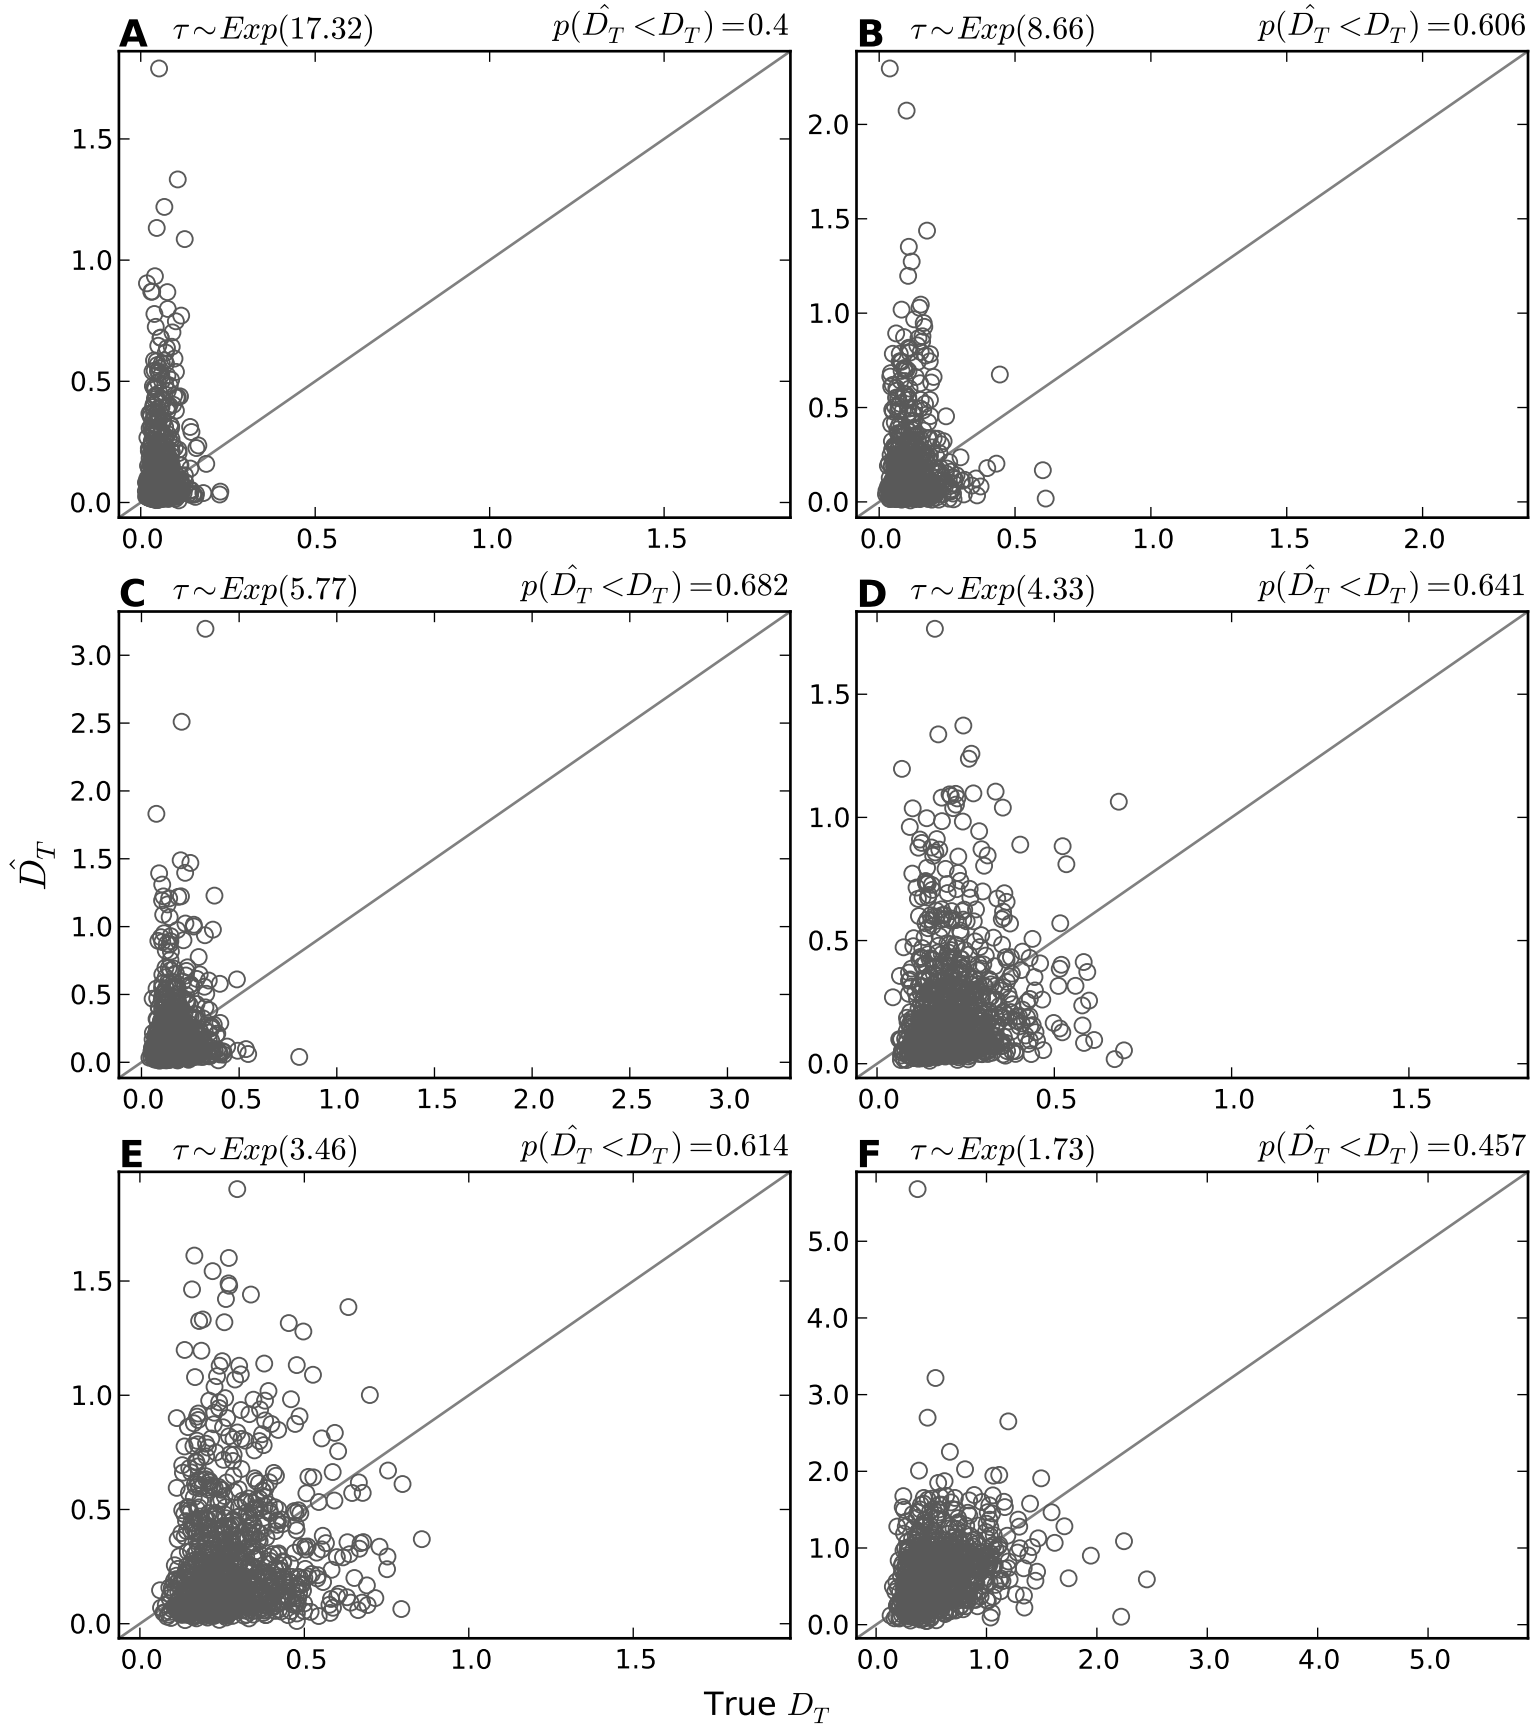 A τ∼Exp(17.32) p(D̂_T <D_T)=0.4
B τ∼Exp(8.66) p(D̂_T <D_T)=0.606
1.5
1.0
0.5
0.0
0.0 0.5 1.0 1.5
2.0
1.5
1.0
0.5
0.0
0.0 0.5 1.0 1.5 2.0
C τ∼Exp(5.77) p(D̂_T <D_T)=0.682
D τ∼Exp(4.33) p(D̂_T <D_T)=0.641
D̂_T
3.0
2.5
2.0
1.5
1.0
0.5
0.0
0.0 0.5 1.0 1.5 2.0 2.5 3.0
1.5
1.0
0.5
0.0
0.0 0.5 1.0 1.5
E τ∼Exp(3.46) p(D̂_T <D_T)=0.614
F τ∼Exp(1.73) p(D̂_T <D_T)=0.457
1.5
1.0
0.5
0.0
0.0 0.5 1.0 1.5
5.0
4.0
3.0
2.0
1.0
0.0
0.0 1.0 2.0 3.0 4.0 5.0
True D_T